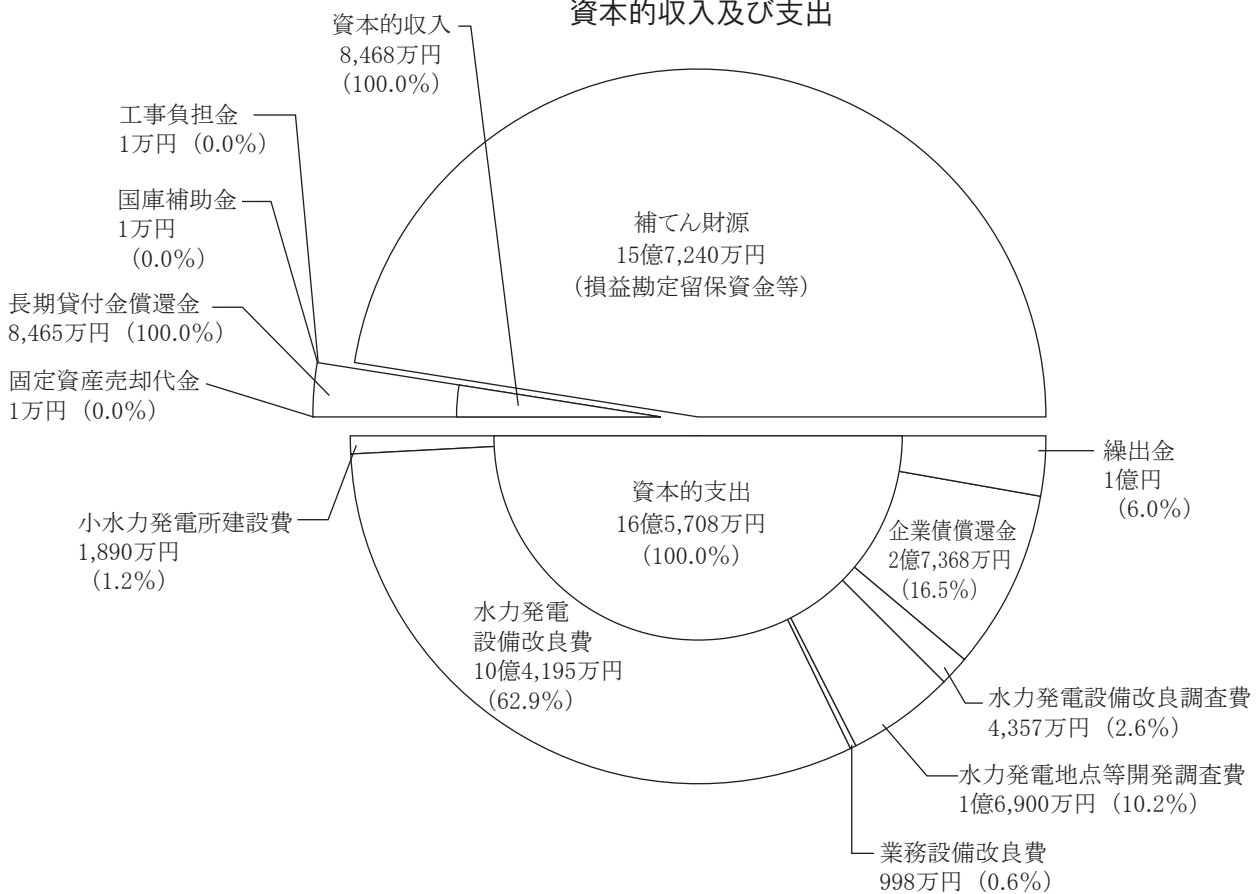 資本的収入及び支出
資本的収入
8,468万円
(100.0%)
工事負担金
1万円 (0.0%)
国庫補助金
1万円
(0.0%)
長期貸付金償還金
8,465万円 (100.0%)
固定資産売却代金
1万円 (0.0%)
補てん財源
15億7,240万円
(損益勘定留保資金等)
資本的支出
16億5,708万円
(100.0%)
繰出金
1億円
(6.0%)
企業債償還金
2億7,368万円
(16.5%)
小水力発電所建設費
1,890万円
(1.2%)
水力発電
設備改良費
10億4,195万円
(62.9%)
水力発電設備改良調査費
4,357万円 (2.6%)
水力発電地点等開発調査費
1億6,900万円 (10.2%)
業務設備改良費
998万円 (0.6%)